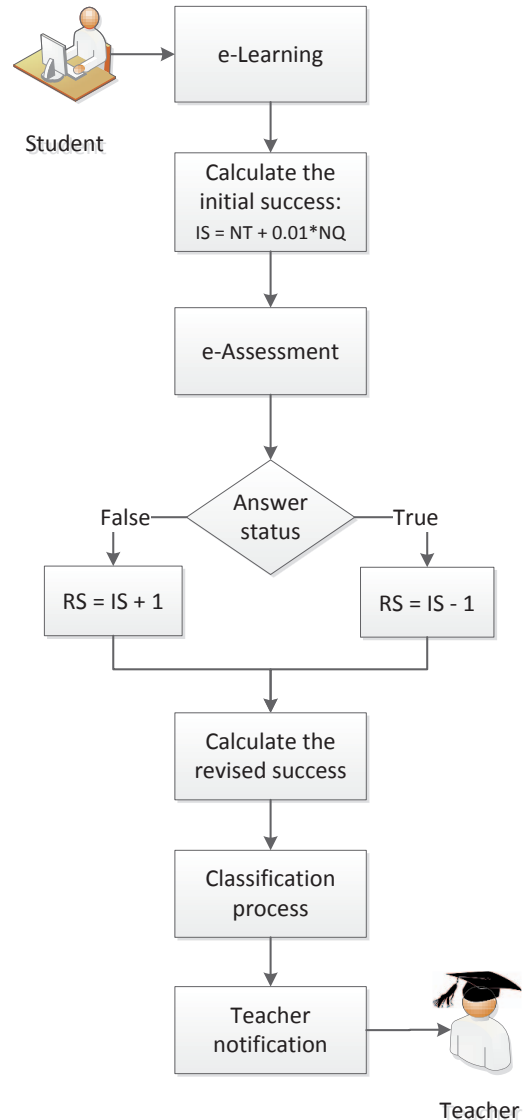 e-Learning
Student
Calculate the
initial success:
IS = NT + 0.01*NQ
e-Assessment
Answer
status
False
True
RS = IS + 1
RS = IS - 1
Calculate the
revised success
Classification
process
Teacher
notification
Teacher